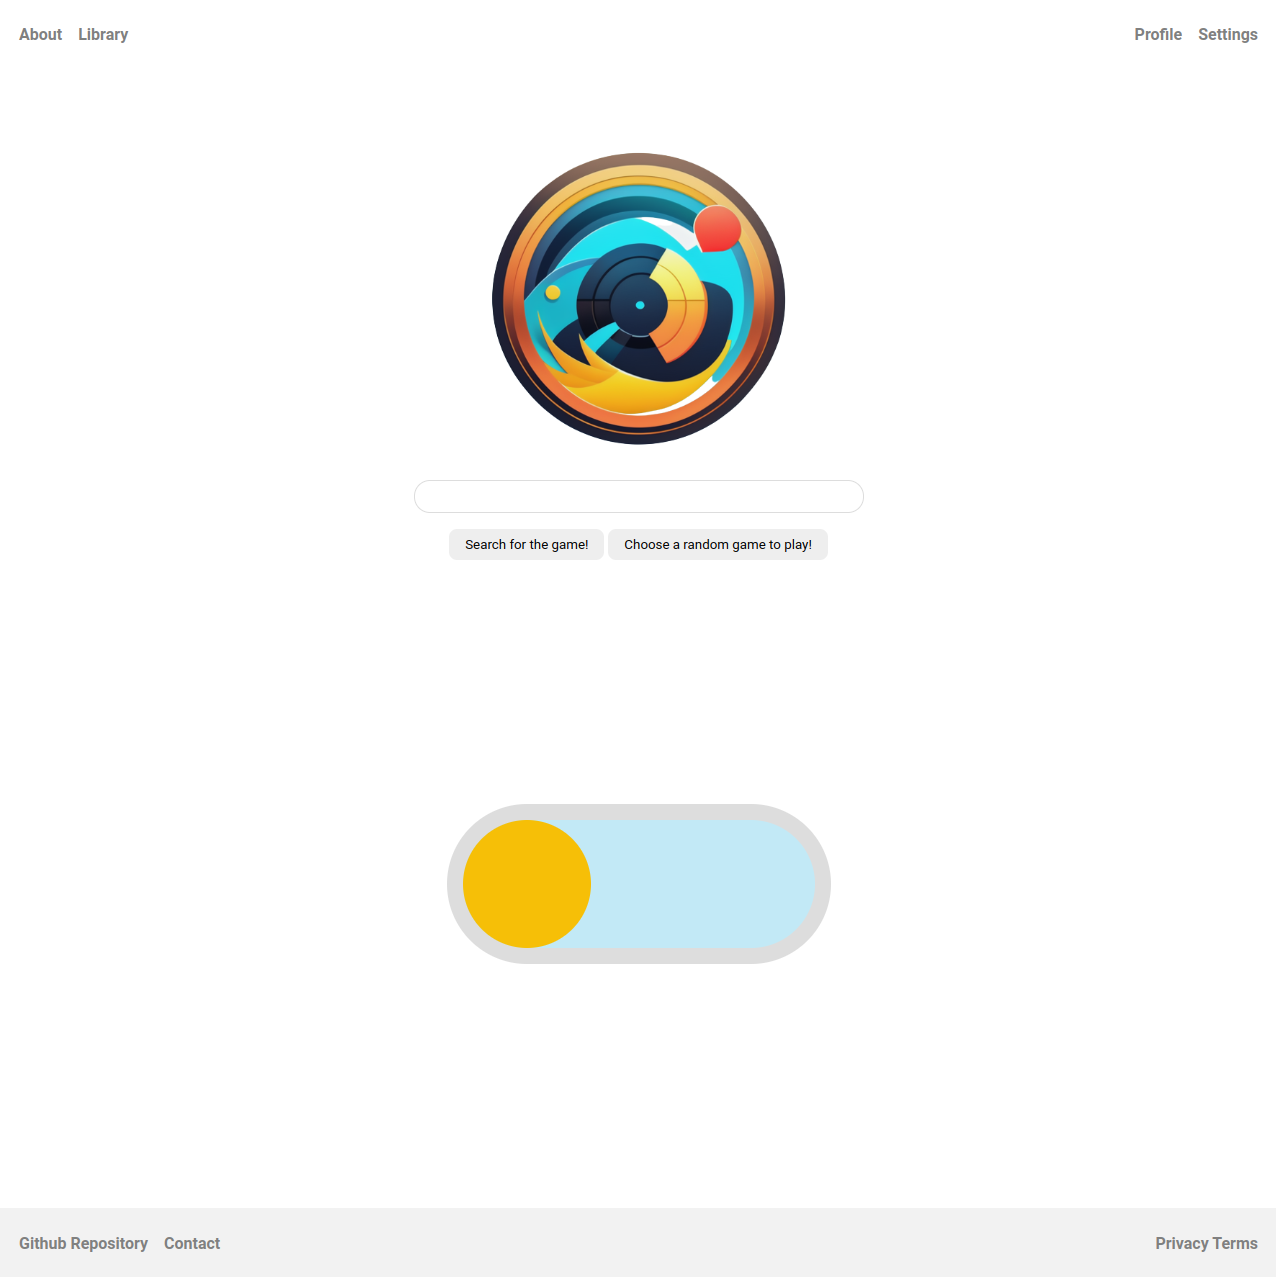 About Library Profile Settings
Search for the game! Choose a random game to play!
Github Repository Contact Privacy Terms